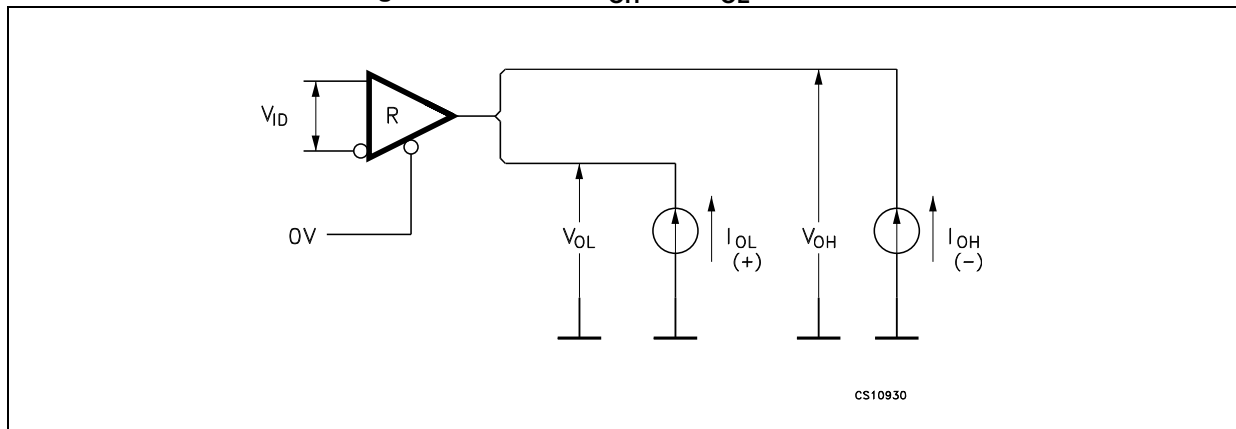 V_ID
R
0V
V_OL
I_OL
(+)
V_OH
I_OH
(-)
CS10930